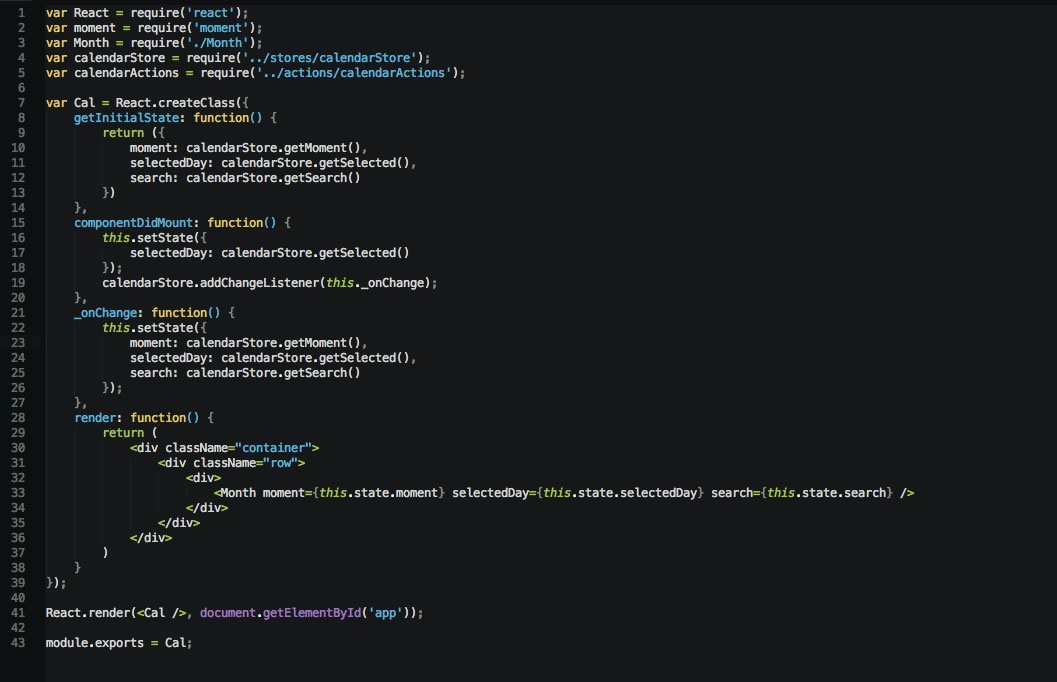 1 var React = require('react');
2 var moment = require('moment');
3 var Month = require('./Month');
4 var calendarStore = require('../stores/calendarStore');
5 var calendarActions = require('../actions/calendarActions');
6
7 var Cal = React.createClass({
8     getInitialState: function() {
9         return ({
10             moment: calendarStore.getMoment(),
11             selectedDay: calendarStore.getSelected(),
12             search: calendarStore.getSearch()
13         })
14     },
15     componentDidMount: function() {
16         this.setState({
17             selectedDay: calendarStore.getSelected()
18         });
19         calendarStore.addChangeListener(this._onChange);
20     },
21     _onChange: function() {
22         this.setState({
23             moment: calendarStore.getMoment(),
24             selectedDay: calendarStore.getSelected(),
25             search: calendarStore.getSearch()
26         });
27     },
28     render: function() {
29         return (
30             <div className="container">
31                 <div className="row">
32                     <div>
33                         <Month moment={this.state.moment} selectedDay={this.state.selectedDay} search={this.state.search} />
34                     </div>
35                 </div>
36             </div>
37         )
38     }
39 });
40
41 React.render(<Cal />, document.getElementById('app'));
42
43 module.exports = Cal;